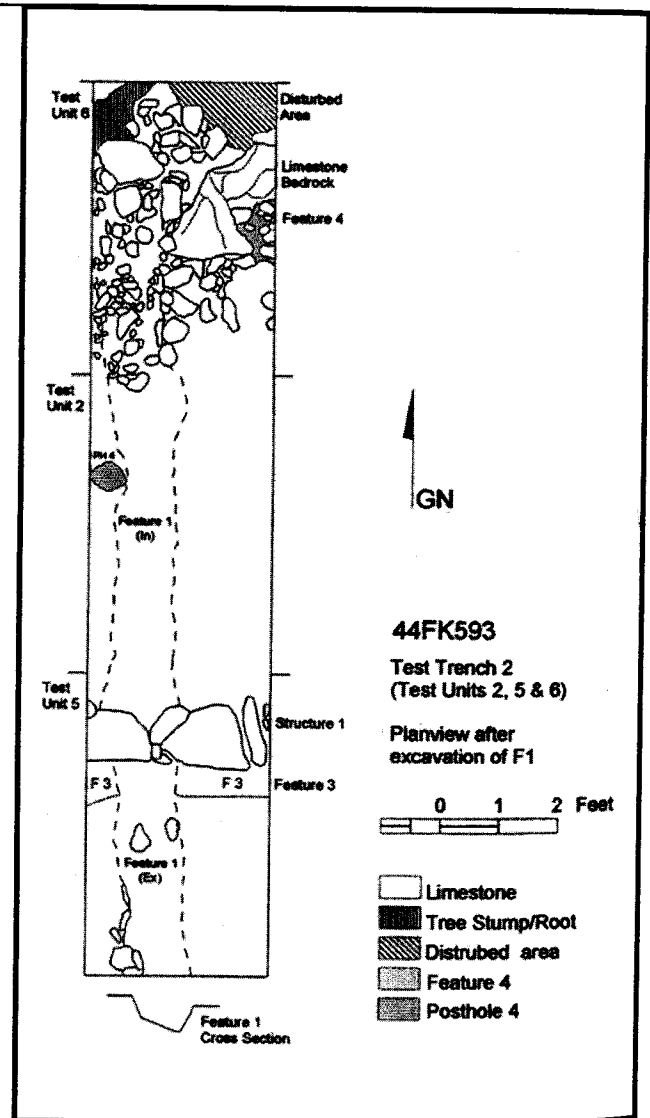 Test
Unit 6
Disturbed
Area
Limestone
Bedrock
Feature 4
Test
Unit 2
PH 4
Feature 1
(In)
GN
44FK593
Test Trench 2
(Test Units 2, 5 & 6)
Planview after
excavation of F1
Test
Unit 5
Structure 1
F 3
F 3
Feature 3
Feature 1
(Ex)
0 1 2 Feet
Limestone
Tree Stump/Root
Distrubed area
Feature 4
Posthole 4
Feature 1
Cross Section